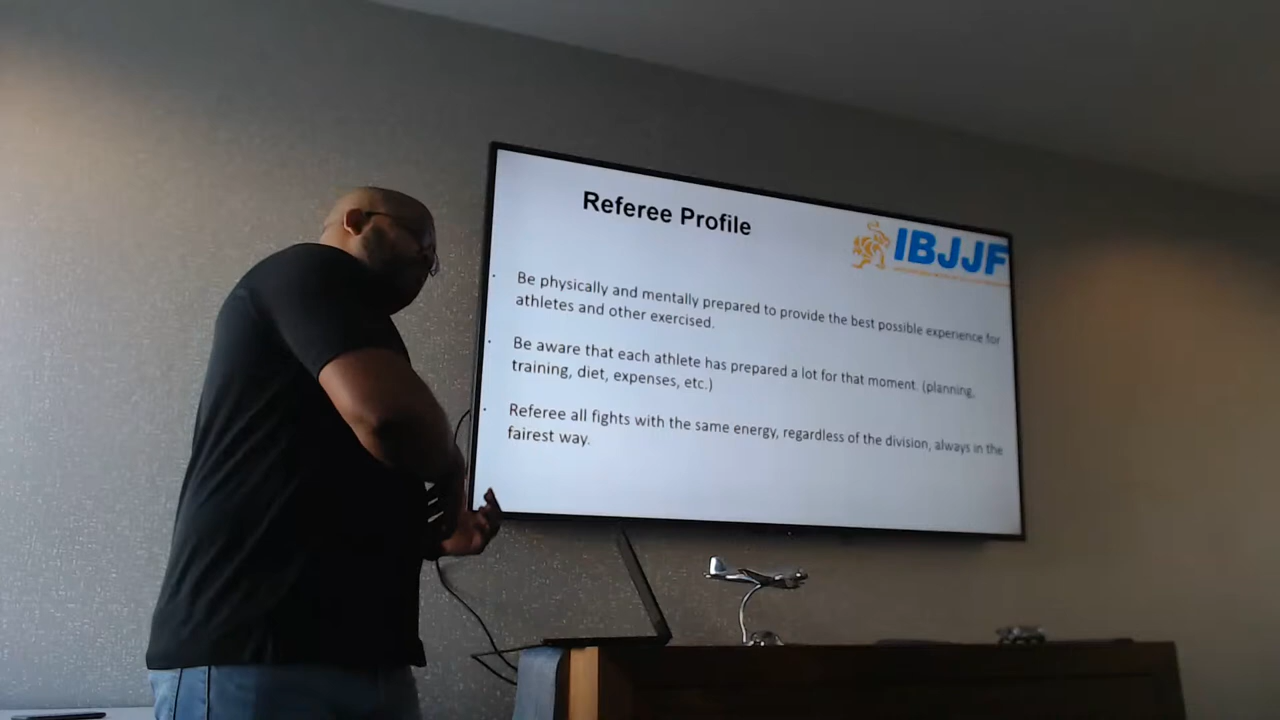 Referee Profile
IBJJF
Be physically and mentally prepared to provide the best possible experience for
athletes and other exercised.
Be aware that each athlete has prepared a lot for that moment. (planning,
training, diet, expenses, etc.)
Referee all fights with the same energy, regardless of the division, always in the
fairest way.